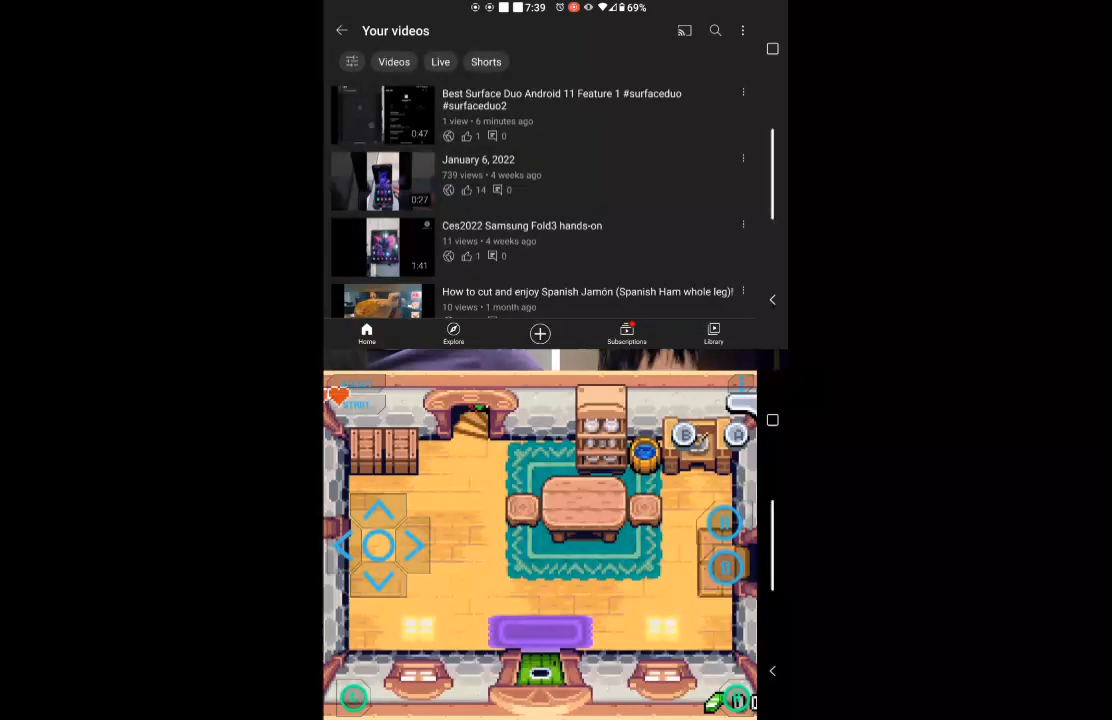 7:39
69%
Your videos
Videos
Live
Shorts
Best Surface Duo Android 11 Feature 1 #surfaceduo
#surfaceduo2
1 view • 6 minutes ago
1
0
0:47
January 6, 2022
739 views • 4 weeks ago
14
0
0:27
Ces2022 Samsung Fold3 hands-on
11 views • 4 weeks ago
1
0
1:41
How to cut and enjoy Spanish Jamón (Spanish Ham whole leg)!
10 views • 1 month ago
Home
Explore
Subscriptions
Library
START
B
A